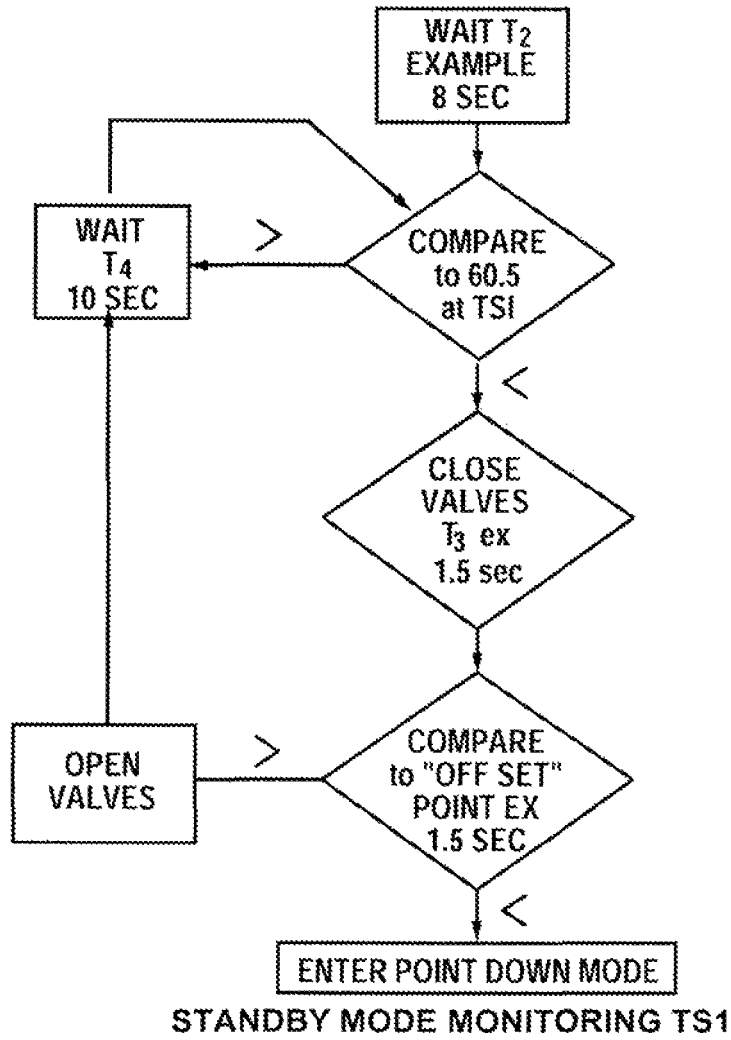 WAIT T2
EXAMPLE
8 SEC
WAIT
T4
10 SEC
>
COMPARE
to 60.5
at TSI
<
CLOSE
VALVES
T3 ex
1.5 sec
OPEN
VALVES
>
COMPARE
to "OFF SET"
POINT EX
1.5 SEC
<
ENTER POINT DOWN MODE
STANDBY MODE MONITORING TS1